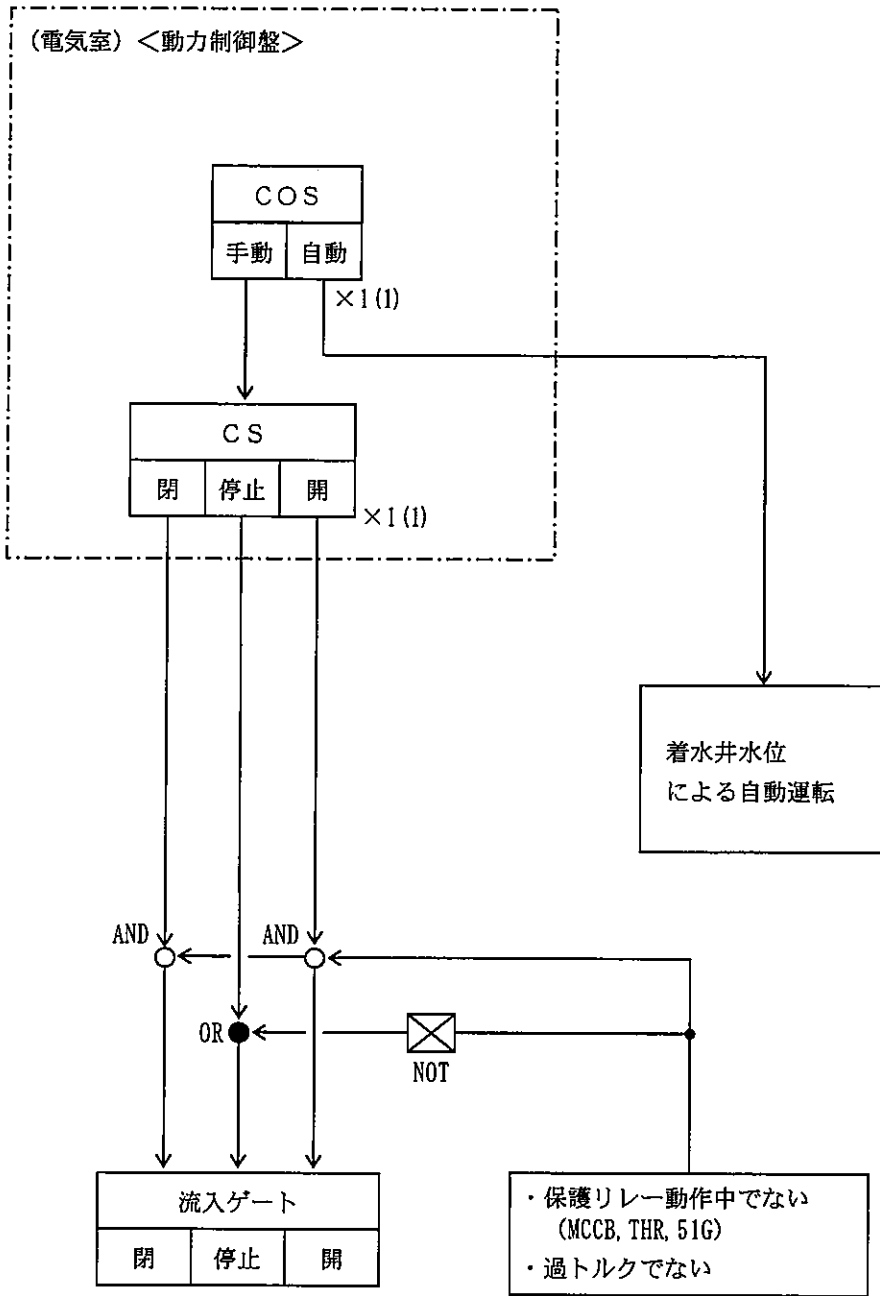 (電気室)<動力制御盤>
COS
手動 自動
×1(1)
CS
閉 停止 開
×1(1)
着水井水位
による自動運転
AND AND
OR
NOT
流入ゲート
閉 停止 開
・保護リレー動作中でない
(MCCB,THR,51G)
・過トルクでない